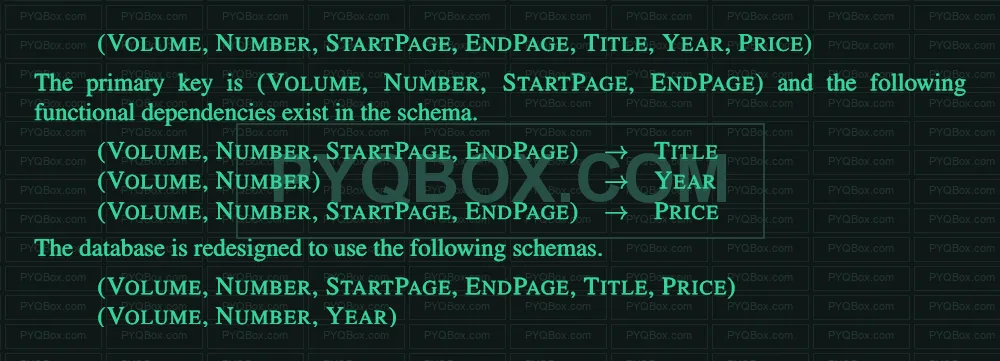 (VOLUME, NUMBER, STARTPAGE, ENDPAGE, TITLE, YEAR, PRICE)
The primary key is (VOLUME, NUMBER, STARTPAGE, ENDPAGE) and the following
functional dependencies exist in the schema.
(VOLUME, NUMBER, STARTPAGE, ENDPAGE) → TITLE
(VOLUME, NUMBER) → YEAR
(VOLUME, NUMBER, STARTPAGE, ENDPAGE) → PRICE
PYQBOX.COM
The database is redesigned to use the following schemas.
(VOLUME, NUMBER, STARTPAGE, ENDPAGE, TITLE, PRICE)
(VOLUME, NUMBER, YEAR)